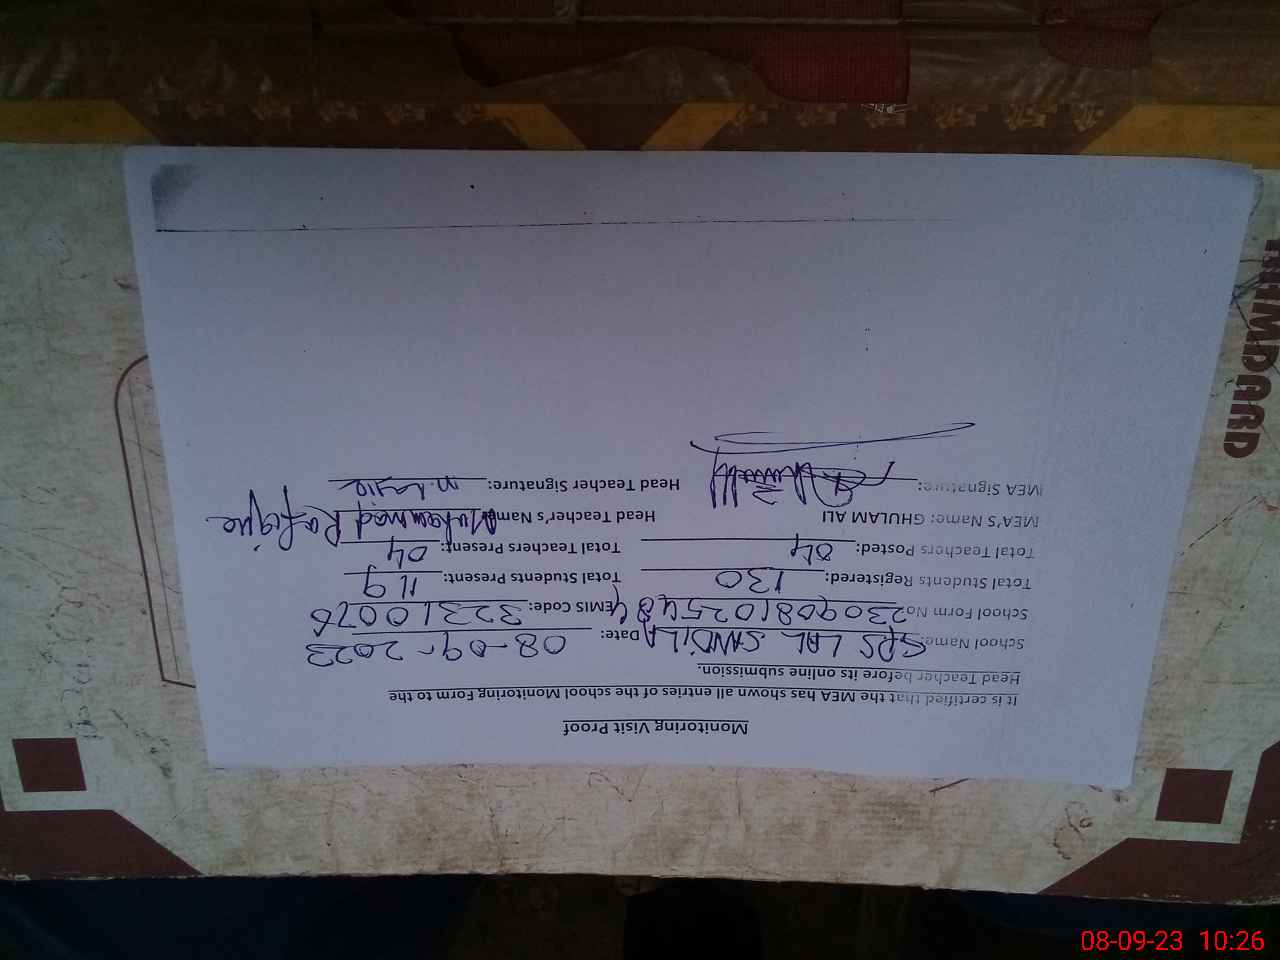 Monitoring Visit Proof
It is certified that the MEA has shown all entries of the school Monitoring Form to the
Head Teacher before its online submission.
School Name: GPS LAL SANDILA Date: 08-09-2023
School Form No: 2309081025484 EMIS Code: 32310076
Total Students Registered: 130 Total Students Present: 119
Total Teachers Posted: 04 Total Teachers Present: 04
MEA'S Name: GHULAM ALI Head Teacher's Name: Muhammad Rafique
MEA Signature: Head Teacher Signature:
HAMDARD
08-09-23 10:26